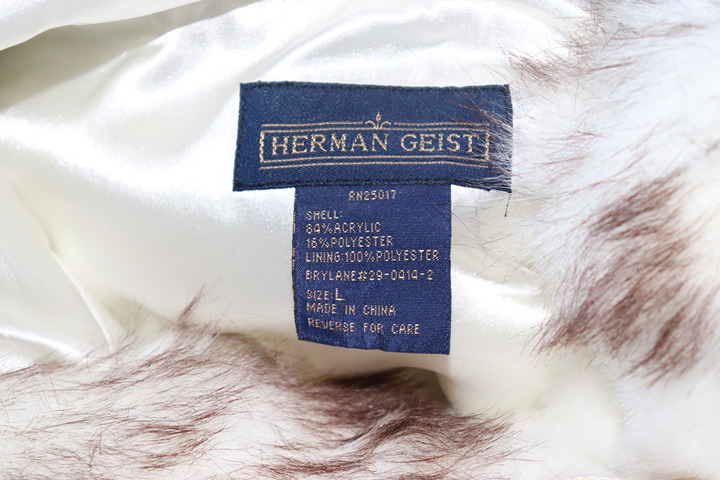 HERMAN GEIST
RN25017
SHELL:
84%ACRYLIC
16%POLYESTER
LINING:100%POLYESTER
BRYLANE#29-0414-2
SIZE:L
MADE IN CHINA
REVERSE FOR CARE